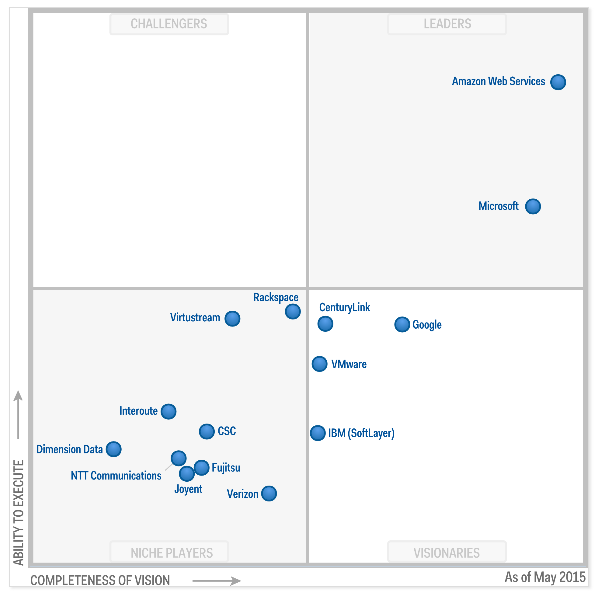 CHALLENGERS
LEADERS
Amazon Web Services
Microsoft
Rackspace
CenturyLink
Virtustream
Google
VMware
Interoute
CSC
IBM (SoftLayer)
Dimension Data
Fujitsu
NTT Communications
Joyent
Verizon
NICHE PLAYERS
VISIONARIES
ABILITY TO EXECUTE
COMPLETENESS OF VISION
As of May 2015